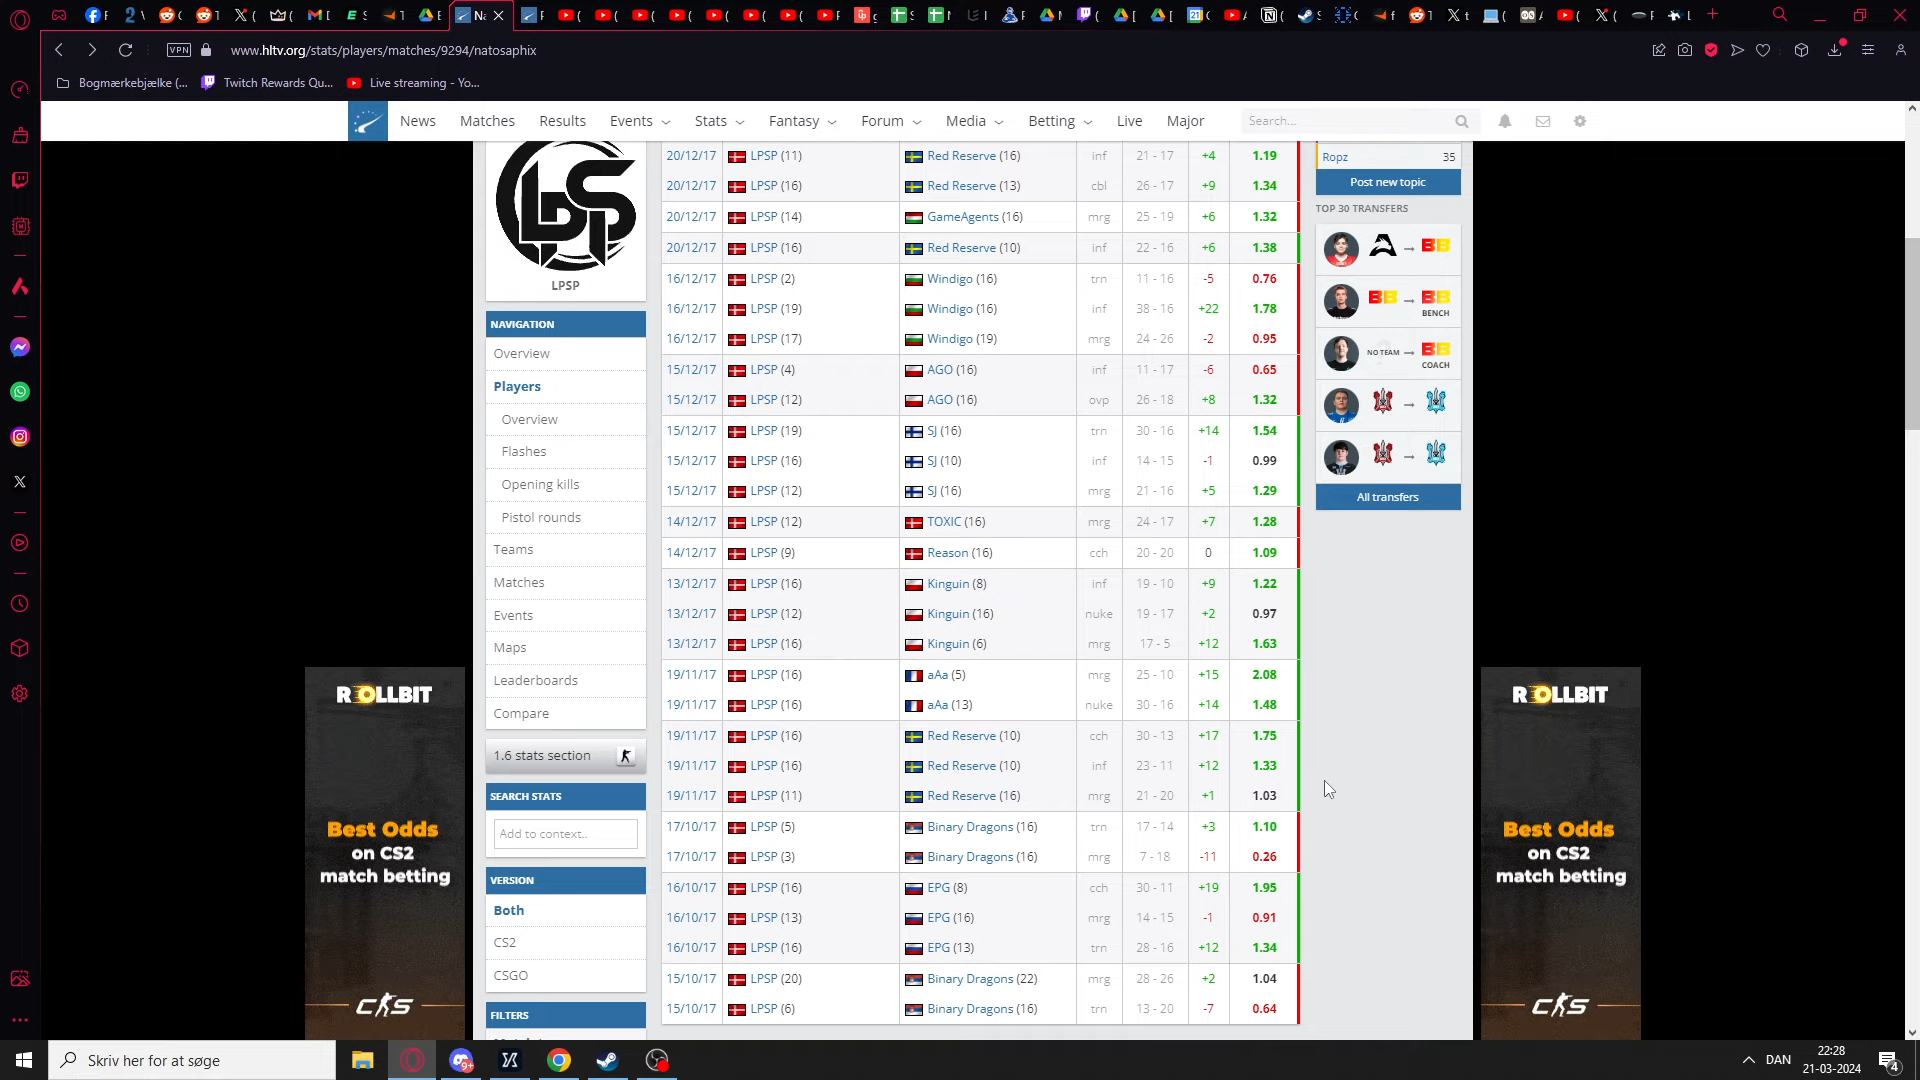 www.hltv.org/stats/players/matches/9294/natosaphix
VPN
Bogmærkebjælke (...
Twitch Rewards Qu...
Live streaming - Yo...
News Matches Results Events Stats Fantasy Forum Media Betting Live Major Search...
LPSP
NAVIGATION
Overview
Players
Overview
Flashes
Opening kills
Pistol rounds
Teams
Matches
Events
Maps
Leaderboards
Compare
1.6 stats section
SEARCH STATS
Add to context..
VERSION
Both
CS2
CSGO
FILTERS
20/12/17 LPSP (11) Red Reserve (16) inf 21 - 17 +4 1.19
20/12/17 LPSP (16) Red Reserve (13) cbl 26 - 17 +9 1.34
20/12/17 LPSP (14) GameAgents (16) mrg 25 - 19 +6 1.32
20/12/17 LPSP (16) Red Reserve (10) inf 22 - 16 +6 1.38
16/12/17 LPSP (2) Windigo (16) trn 11 - 16 -5 0.76
16/12/17 LPSP (19) Windigo (16) inf 38 - 16 +22 1.78
16/12/17 LPSP (17) Windigo (19) mrg 24 - 26 -2 0.95
15/12/17 LPSP (4) AGO (16) inf 11 - 17 -6 0.65
15/12/17 LPSP (12) AGO (16) ovp 26 - 18 +8 1.32
15/12/17 LPSP (19) SJ (16) trn 30 - 16 +14 1.54
15/12/17 LPSP (16) SJ (10) inf 14 - 15 -1 0.99
15/12/17 LPSP (12) SJ (16) mrg 21 - 16 +5 1.29
14/12/17 LPSP (12) TOXIC (16) mrg 24 - 17 +7 1.28
14/12/17 LPSP (9) Reason (16) cch 20 - 20 0 1.09
13/12/17 LPSP (16) Kinguin (8) inf 19 - 10 +9 1.22
13/12/17 LPSP (12) Kinguin (16) nuke 19 - 17 +2 0.97
13/12/17 LPSP (16) Kinguin (6) mrg 17 - 5 +12 1.63
19/11/17 LPSP (16) aAa (5) mrg 25 - 10 +15 2.08
19/11/17 LPSP (16) aAa (13) nuke 30 - 16 +14 1.48
19/11/17 LPSP (16) Red Reserve (10) cch 30 - 13 +17 1.75
19/11/17 LPSP (16) Red Reserve (10) inf 23 - 11 +12 1.33
19/11/17 LPSP (11) Red Reserve (16) mrg 21 - 20 +1 1.03
17/10/17 LPSP (5) Binary Dragons (16) trn 17 - 14 +3 1.10
17/10/17 LPSP (3) Binary Dragons (16) mrg 7 - 18 -11 0.26
16/10/17 LPSP (16) EPG (8) cch 30 - 11 +19 1.95
16/10/17 LPSP (13) EPG (16) mrg 14 - 15 -1 0.91
16/10/17 LPSP (16) EPG (13) trn 28 - 16 +12 1.34
15/10/17 LPSP (20) Binary Dragons (22) mrg 28 - 26 +2 1.04
15/10/17 LPSP (6) Binary Dragons (16) trn 13 - 20 -7 0.64
Ropz 35
Post new topic
TOP 30 TRANSFERS
BB
BB BB
BENCH
NO TEAM BB
COACH
All transfers
ROLLBIT
Best Odds
on CS2
match betting
ROLLBIT
Best Odds
on CS2
match betting
Skriv her for at søge
DAN
22:28
21-03-2024
4